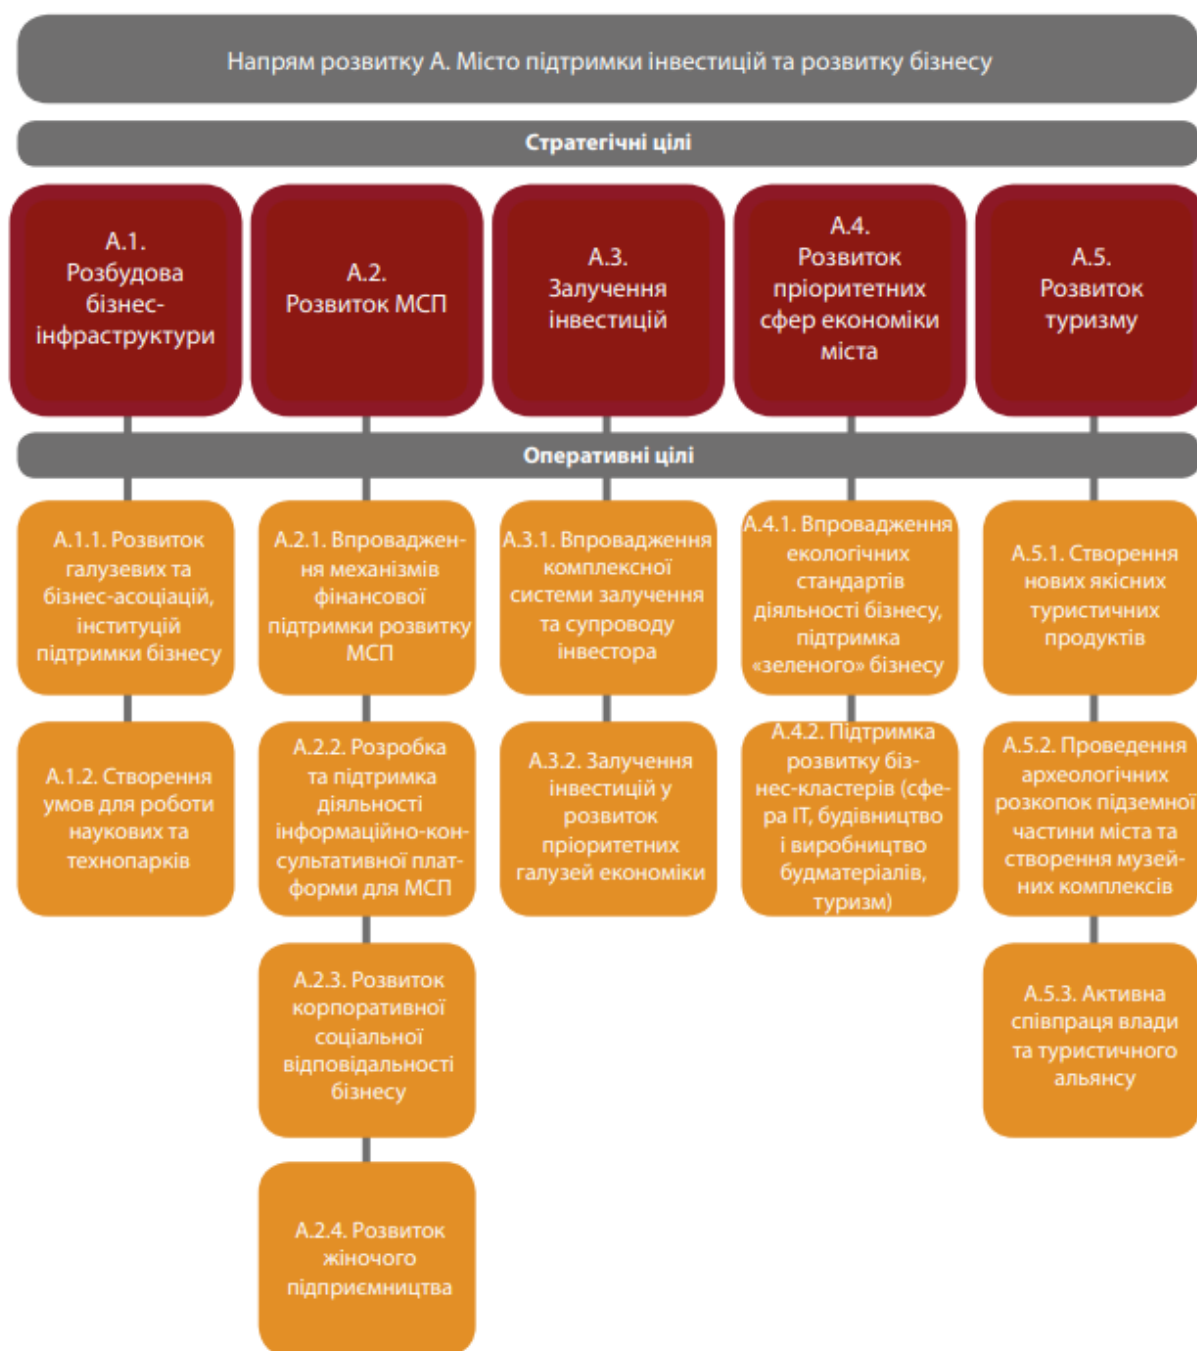 Напрям розвитку А. Місто підтримки інвестицій та розвитку бізнесу
Стратегічні цілі
А.1.
Розбудова
бізнес-
інфраструктури
А.2.
Розвиток МСП
А.3.
Залучення
інвестицій
А.4.
Розвиток
пріоритетних
сфер економіки
міста
А.5.
Розвиток
туризму
Оперативні цілі
А.1.1. Розвиток
галузевих та
бізнес-асоціацій,
інституцій
підтримки бізнесу
А.2.1. Впроваджен-
ня механізмів
фінансової
підтримки розвитку
МСП
А.3.1. Впровадження
комплексної
системи залучення
та супроводу
інвестора
А.4.1. Впровадження
екологічних
стандартів
діяльності бізнесу,
підтримка
«зеленого» бізнесу
А.5.1. Створення
нових якісних
туристичних
продуктів
А.1.2. Створення
умов для роботи
наукових та
технопарків
А.2.2. Розробка
та підтримка
діяльності
інформаційно-кон-
сультативної плат-
форми для МСП
А.3.2. Залучення
інвестицій у
розвиток
пріоритетних
галузей економіки
А.4.2. Підтримка
розвитку біз-
нес-кластерів (сфе-
ра ІТ, будівництво
і виробництво
будматеріалів,
туризм)
А.5.2. Проведення
археологічних
розкопок підземної
частини міста та
створення музей-
них комплексів
А.2.3. Розвиток
корпоративної
соціальної
відповідальності
бізнесу
А.5.3. Активна
співпраця влади
та туристичного
альянсу
А.2.4. Розвиток
жіночого
підприємництва